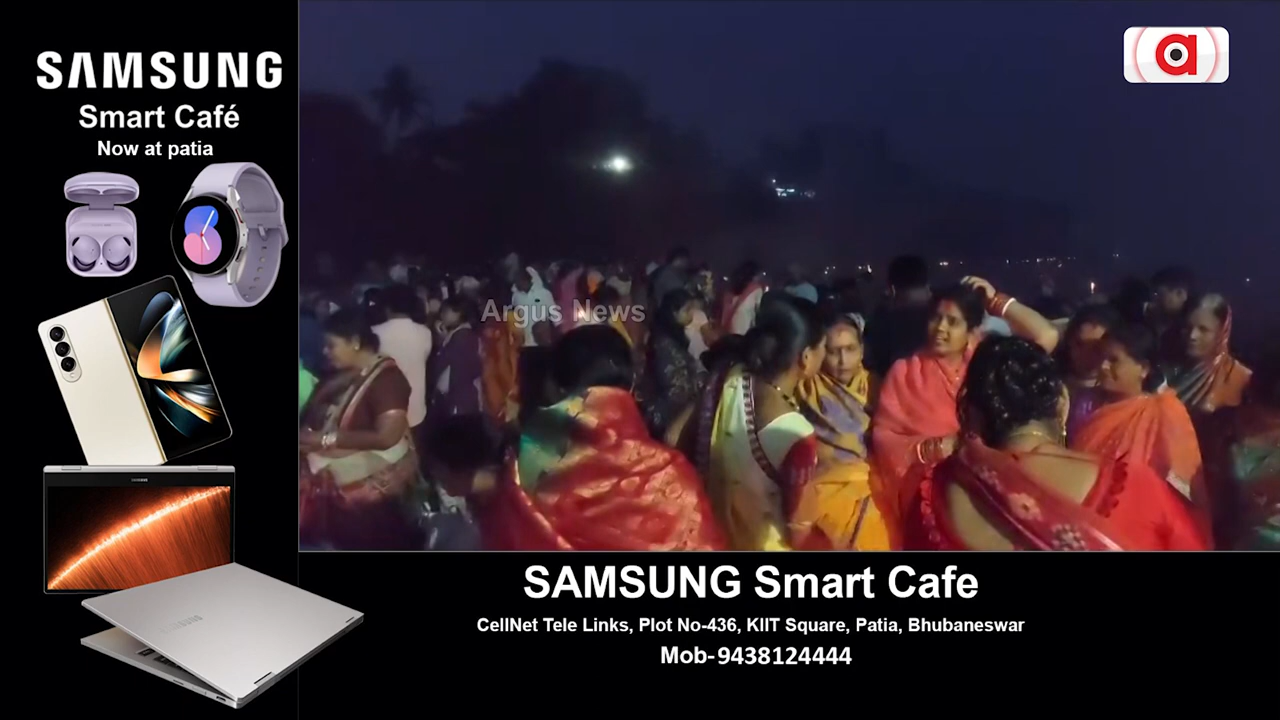 SAMSUNG
Smart Café
Now at patia
a
Argus News
SAMSUNG Smart Cafe
CellNet Tele Links, Plot No-436, KIIT Square, Patia, Bhubaneswar
Mob-9438124444